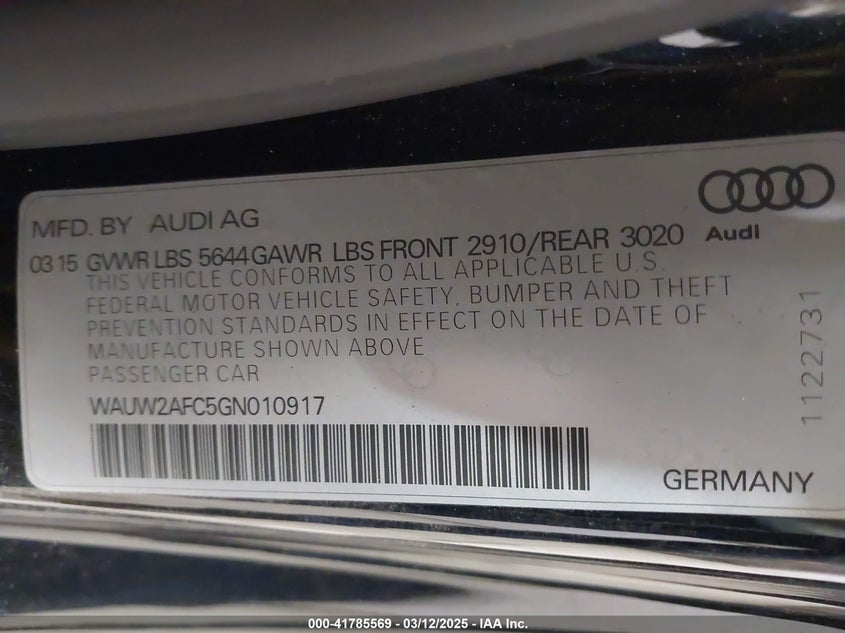 MFD. BY AUDI AG
Audi
03 15 GVWR LBS 5644 GAWR LBS FRONT 2910/REAR 3020
THIS VEHICLE CONFORMS TO ALL APPLICABLE U.S.
FEDERAL MOTOR VEHICLE SAFETY, BUMPER AND THEFT
PREVENTION STANDARDS IN EFFECT ON THE DATE OF
MANUFACTURE SHOWN ABOVE
PASSENGER CAR
WAUW2AFC5GN010917
GERMANY
1122731
000-41785569 - 03/12/2025 - IAA Inc.